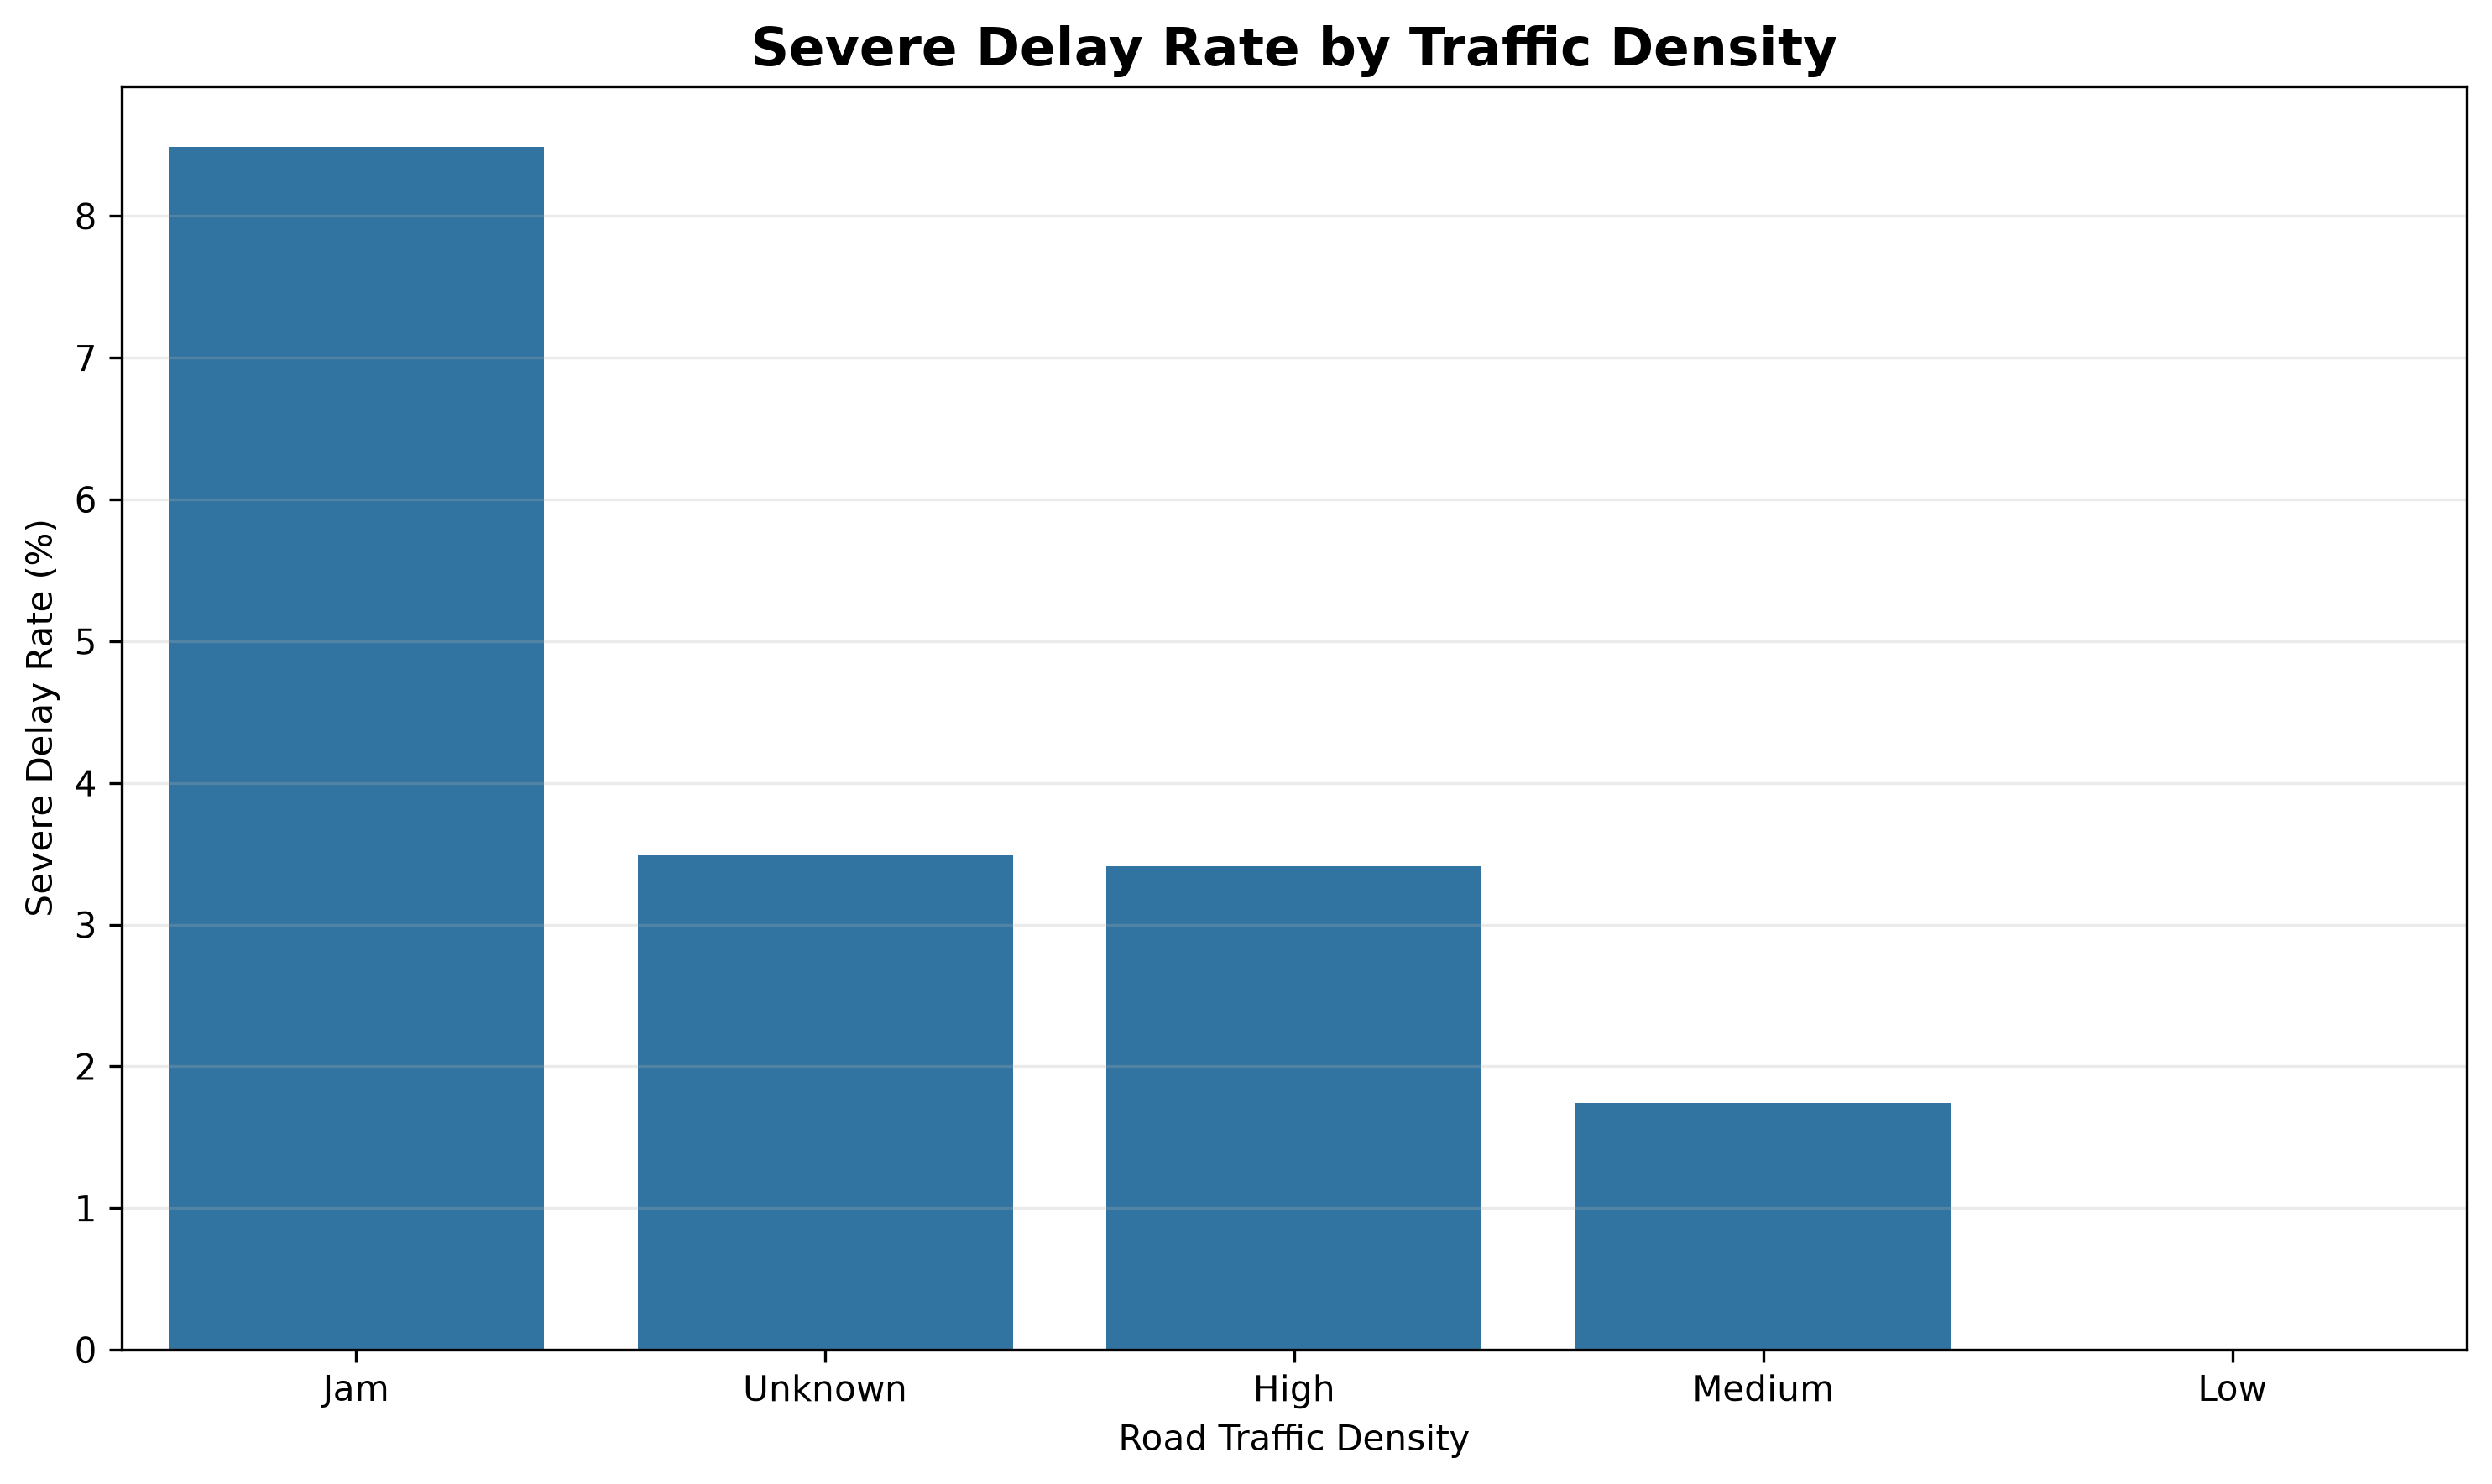 Severe Delay Rate by Traffic Density
Severe Delay Rate (%)
8
7
6
5
4
3
2
1
0
Jam Unknown High Medium Low
Road Traffic Density